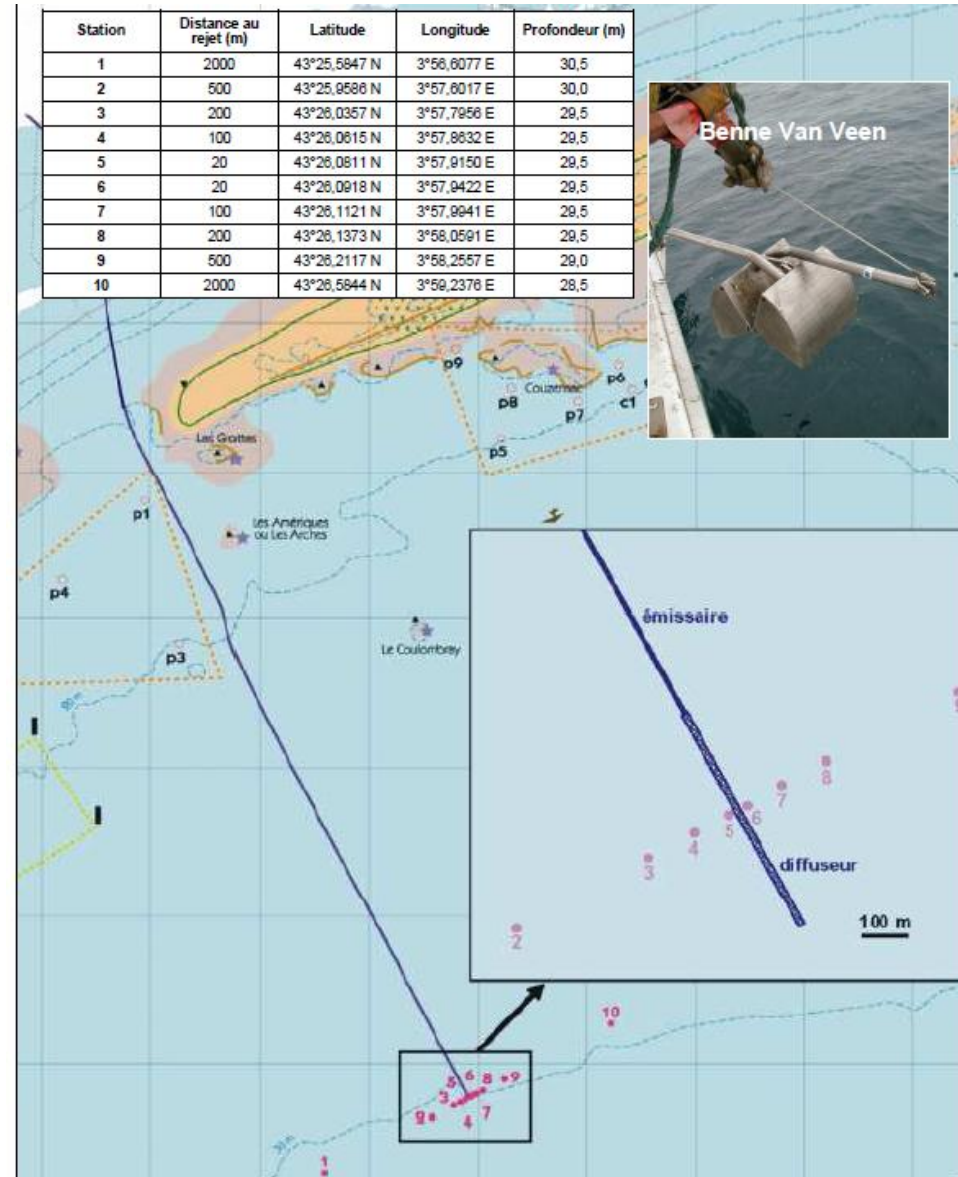 Station Distance au rejet (m) Latitude Longitude Profondeur (m)
1 2000 43°25,5847 N 3°56,6077 E 30,5
2 500 43°25,9586 N 3°57,6017 E 30,0
3 200 43°26,0357 N 3°57,7956 E 29,5
4 100 43°26,0615 N 3°57,8632 E 29,5
5 20 43°26,0811 N 3°57,9150 E 29,5
6 20 43°26,0918 N 3°57,9422 E 29,5
7 100 43°26,1121 N 3°57,9941 E 29,5
8 200 43°26,1373 N 3°58,0591 E 29,5
9 500 43°26,2117 N 3°58,2557 E 29,0
10 2000 43°26,5844 N 3°59,2376 E 28,5
Benne Van Veen
p9
p6
p8
Couzernac
p7
c1
Les Grottes
p5
p1
Les Amériques
ou Les Arches
p4
Le Coulombray
p3
émissaire
8
7
6
5
4
3
diffuseur
100 m
2
10
5 6 8 9
3
2 4 7
30 m
1